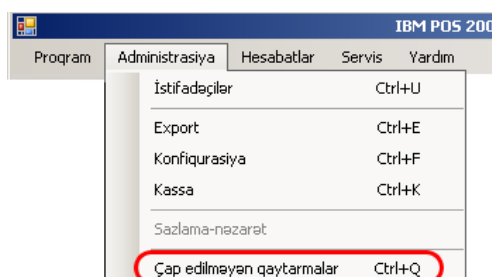 IBM POS 200
Proqram Administrasiya Hesabatlar Servis Yardım
İstifadəçilər Ctrl+U
Export Ctrl+E
Konfiqurasiya Ctrl+F
Kassa Ctrl+K
Sazlama-nəzarət
Çap edilməyən qaytarmalar Ctrl+Q